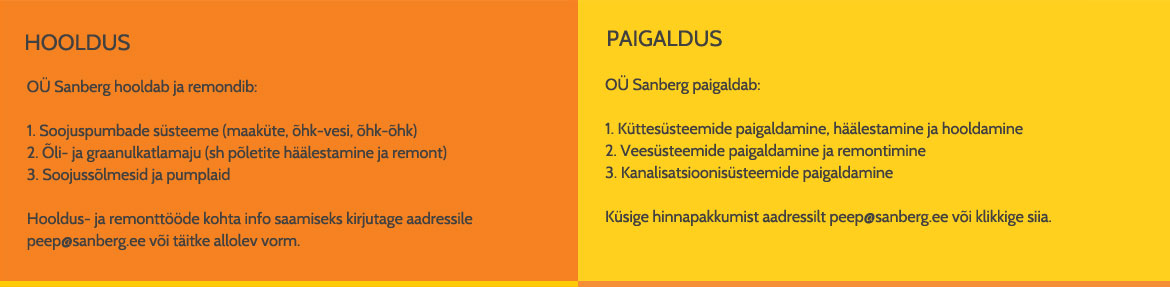 HOOLDUS
OÜ Sanberg hooldab ja remondib:
1. Soojuspumbade süsteeme (maaküte, õhk-vesi, õhk-õhk)
2. Õli- ja graanulkatlamaju (sh põletite häälestamine ja remont)
3. Soojussõlmesid ja pumplaid
Hooldus- ja remonttööde kohta info saamiseks kirjutage aadressile
peep@sanberg.ee või täitke allolev vorm.
PAIGALDUS
OÜ Sanberg paigaldab:
1. Küttesüsteemide paigaldamine, häälestamine ja hooldamine
2. Veesüsteemide paigaldamine ja remontimine
3. Kanalisatsioonisüsteemide paigaldamine
Küsige hinnapakkumist aadressilt peep@sanberg.ee või klikkige siia.